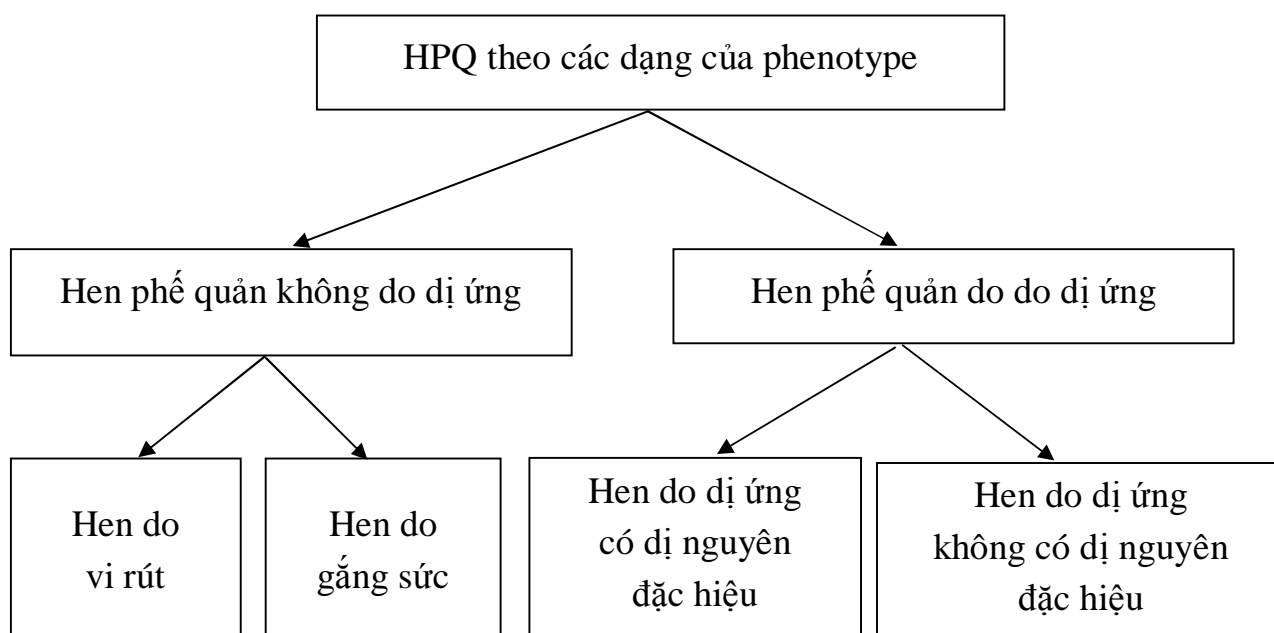 HPQ theo các dạng của phenotype
Hen phế quản không do dị ứng
Hen phế quản do do dị ứng
Hen do
vi rút
Hen do
gắng sức
Hen do dị ứng
có dị nguyên
đặc hiệu
Hen do dị ứng
không có dị nguyên
đặc hiệu